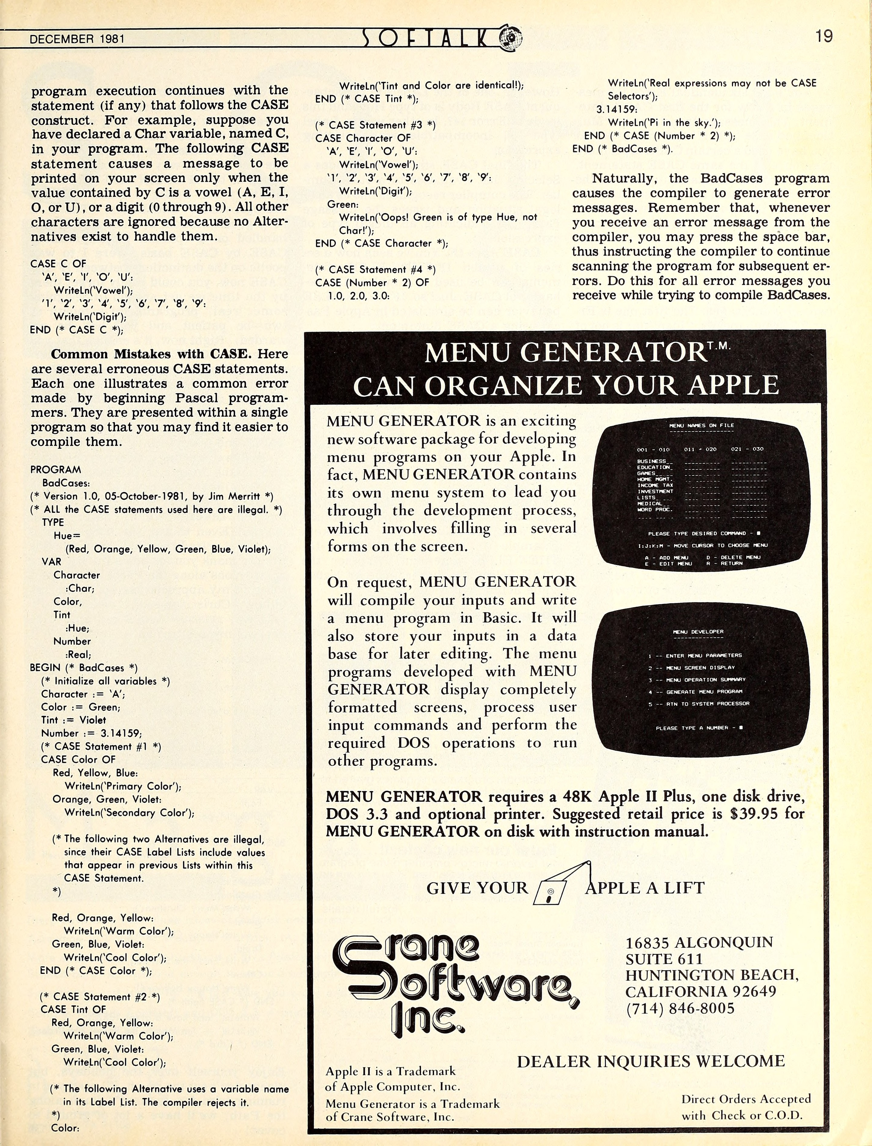 DECEMBER 1981
SOFTALK
19
program execution continues with the
statement (if any) that follows the CASE
construct. For example, suppose you
have declared a Char variable, named C,
in your program. The following CASE
statement causes a message to be
printed on your screen only when the
value contained by C is a vowel (A, E, I,
O, or U), or a digit (0 through 9). All other
characters are ignored because no Alter-
natives exist to handle them.
CASE C OF
‘A’, ‘E’, ‘I’, ‘O’, ‘U’:
WriteLn(‘Vowel’);
‘1’, ‘2’, ‘3’, ‘4’, ‘5’, ‘6’, ‘7’, ‘8’, ‘9’:
WriteLn(‘Digit’);
END (* CASE C *);
Common Mistakes with CASE. Here
are several erroneous CASE statements.
Each one illustrates a common error
made by beginning Pascal program-
mers. They are presented within a single
program so that you may find it easier to
compile them.
PROGRAM
BadCases:
(* Version 1.0, 05-October-1981, by Jim Merritt *)
(* ALL the CASE statements used here are illegal. *)
TYPE
Hue=
(Red, Orange, Yellow, Green, Blue, Violet);
VAR
Character
:Char;
Color,
Tint
:Hue;
Number
:Real;
BEGIN (* BadCases *)
(* Initialize all variables *)
Character := ‘A’;
Color := Green;
Tint := Violet
Number := 3.14159;
(* CASE Statement #1 *)
CASE Color OF
Red, Yellow, Blue:
WriteLn(‘Primary Color’);
Orange, Green, Violet:
WriteLn(‘Secondary Color’);
(* The following two Alternatives are illegal,
since their CASE Label Lists include values
that appear in previous Lists within this
CASE Statement.
*)
Red, Orange, Yellow:
WriteLn(‘Warm Color’);
Green, Blue, Violet:
WriteLn(‘Cool Color’);
END (* CASE Color *);
(* CASE Statement #2 *)
CASE Tint OF
Red, Orange, Yellow:
WriteLn(‘Warm Color’);
Green, Blue, Violet:
WriteLn(‘Cool Color’);
(* The following Alternative uses a variable name
in its Label List. The compiler rejects it.
*)
Color:
WriteLn(‘Tint and Color are identical!);
END (* CASE Tint *);
(* CASE Statement #3 *)
CASE Character OF
‘A’, ‘E’, ‘I’, ‘O’, ‘U’:
WriteLn(‘Vowel’);
‘1’, ‘2’, ‘3’, ‘4’, ‘5’, ‘6’, ‘7’, ‘8’, ‘9’:
WriteLn(‘Digit’);
Green:
WriteLn(‘Oops! Green is of type Hue, not
Char!’);
END (* CASE Character *);
(* CASE Statement #4 *)
CASE (Number * 2) OF
1.0, 2.0, 3.0:
WriteLn(‘Real expressions may not be CASE
Selectors’);
3.14159:
WriteLn(‘Pi in the sky.’);
END (* CASE (Number * 2) *);
END (* BadCases *).
Naturally, the BadCases program
causes the compiler to generate error
messages. Remember that, whenever
you receive an error message from the
compiler, you may press the space bar,
thus instructing the compiler to continue
scanning the program for subsequent er-
rors. Do this for all error messages you
receive while trying to compile BadCases.
MENU GENERATOR T.M.
CAN ORGANIZE YOUR APPLE
MENU GENERATOR is an exciting
new software package for developing
menu programs on your Apple. In
fact, MENU GENERATOR contains
its own menu system to lead you
through the development process,
which involves filling in several
forms on the screen.
On request, MENU GENERATOR
will compile your inputs and write
a menu program in Basic. It will
also store your inputs in a data
base for later editing. The menu
programs developed with MENU
GENERATOR display completely
formatted screens, process user
input commands and perform the
required DOS operations to run
other programs.
MENU NAMES ON FILE
001 - 010 011 - 020 021 - 030
BUSINESS
EDUCATION
GAMES
HOME MGMT.
INCOME TAX
INVESTMENT
LISTS
MEDICAL
WORD PROC.
PLEASE TYPE DESIRED COMMAND -
I:J:K:M - MOVE CURSOR TO CHOOSE MENU
A - ADD MENU D - DELETE MENU
E - EDIT MENU R - RETURN
MENU DEVELOPER
1 -- ENTER MENU PARAMETERS
2 -- MENU SCREEN DISPLAY
3 -- MENU OPERATION SUMMARY
4 -- GENERATE MENU PROGRAM
5 -- RTN TO SYSTEM PROCESSOR
PLEASE TYPE A NUMBER -
MENU GENERATOR requires a 48K Apple II Plus, one disk drive,
DOS 3.3 and optional printer. Suggested retail price is $39.95 for
MENU GENERATOR on disk with instruction manual.
GIVE YOUR APPLE A LIFT
Crane
Software,
Inc.
16835 ALGONQUIN
SUITE 611
HUNTINGTON BEACH,
CALIFORNIA 92649
(714) 846-8005
DEALER INQUIRIES WELCOME
Apple II is a Trademark
of Apple Computer, Inc.
Menu Generator is a Trademark
of Crane Software, Inc.
Direct Orders Accepted
with Check or C.O.D.